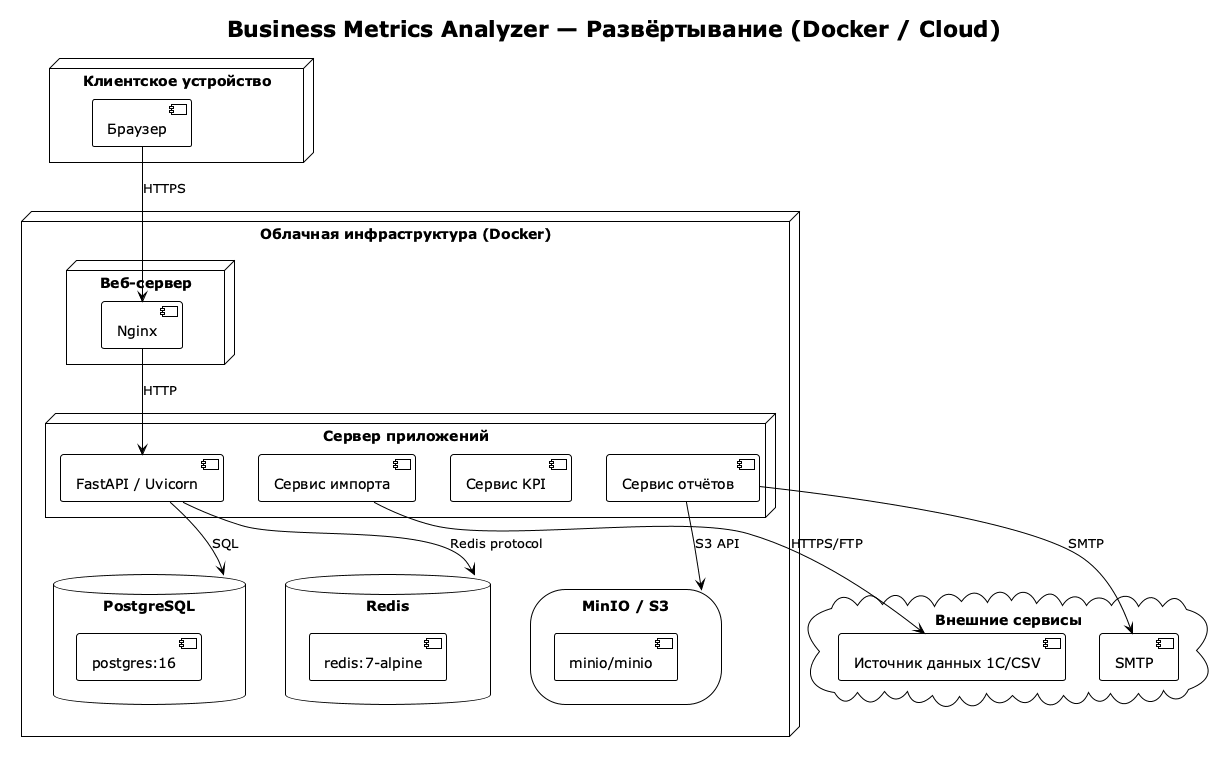 Business Metrics Analyzer — Развёртывание (Docker / Cloud)
Клиентское устройство
Браузер
HTTPS
Облачная инфраструктура (Docker)
Веб-сервер
Nginx
HTTP
Сервер приложений
FastAPI / Uvicorn
Сервис импорта
Сервис KPI
Сервис отчётов
SQL
Redis protocol
S3 API
HTTPS/FTP
SMTP
PostgreSQL
postgres:16
Redis
redis:7-alpine
MinIO / S3
minio/minio
Внешние сервисы
Источник данных 1С/CSV
SMTP